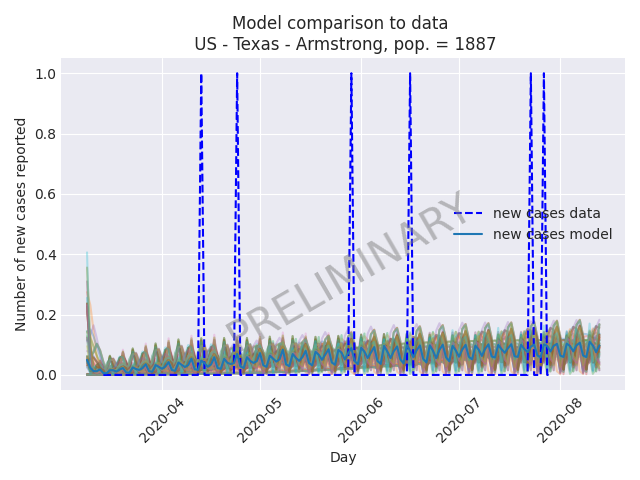 Model comparison to data
US - Texas - Armstrong, pop. = 1887
Number of new cases reported
1.0
0.8
0.6
0.4
0.2
0.0
PRELIMINARY
new cases data
new cases model
2020-04
2020-05
2020-06
2020-07
2020-08
Day